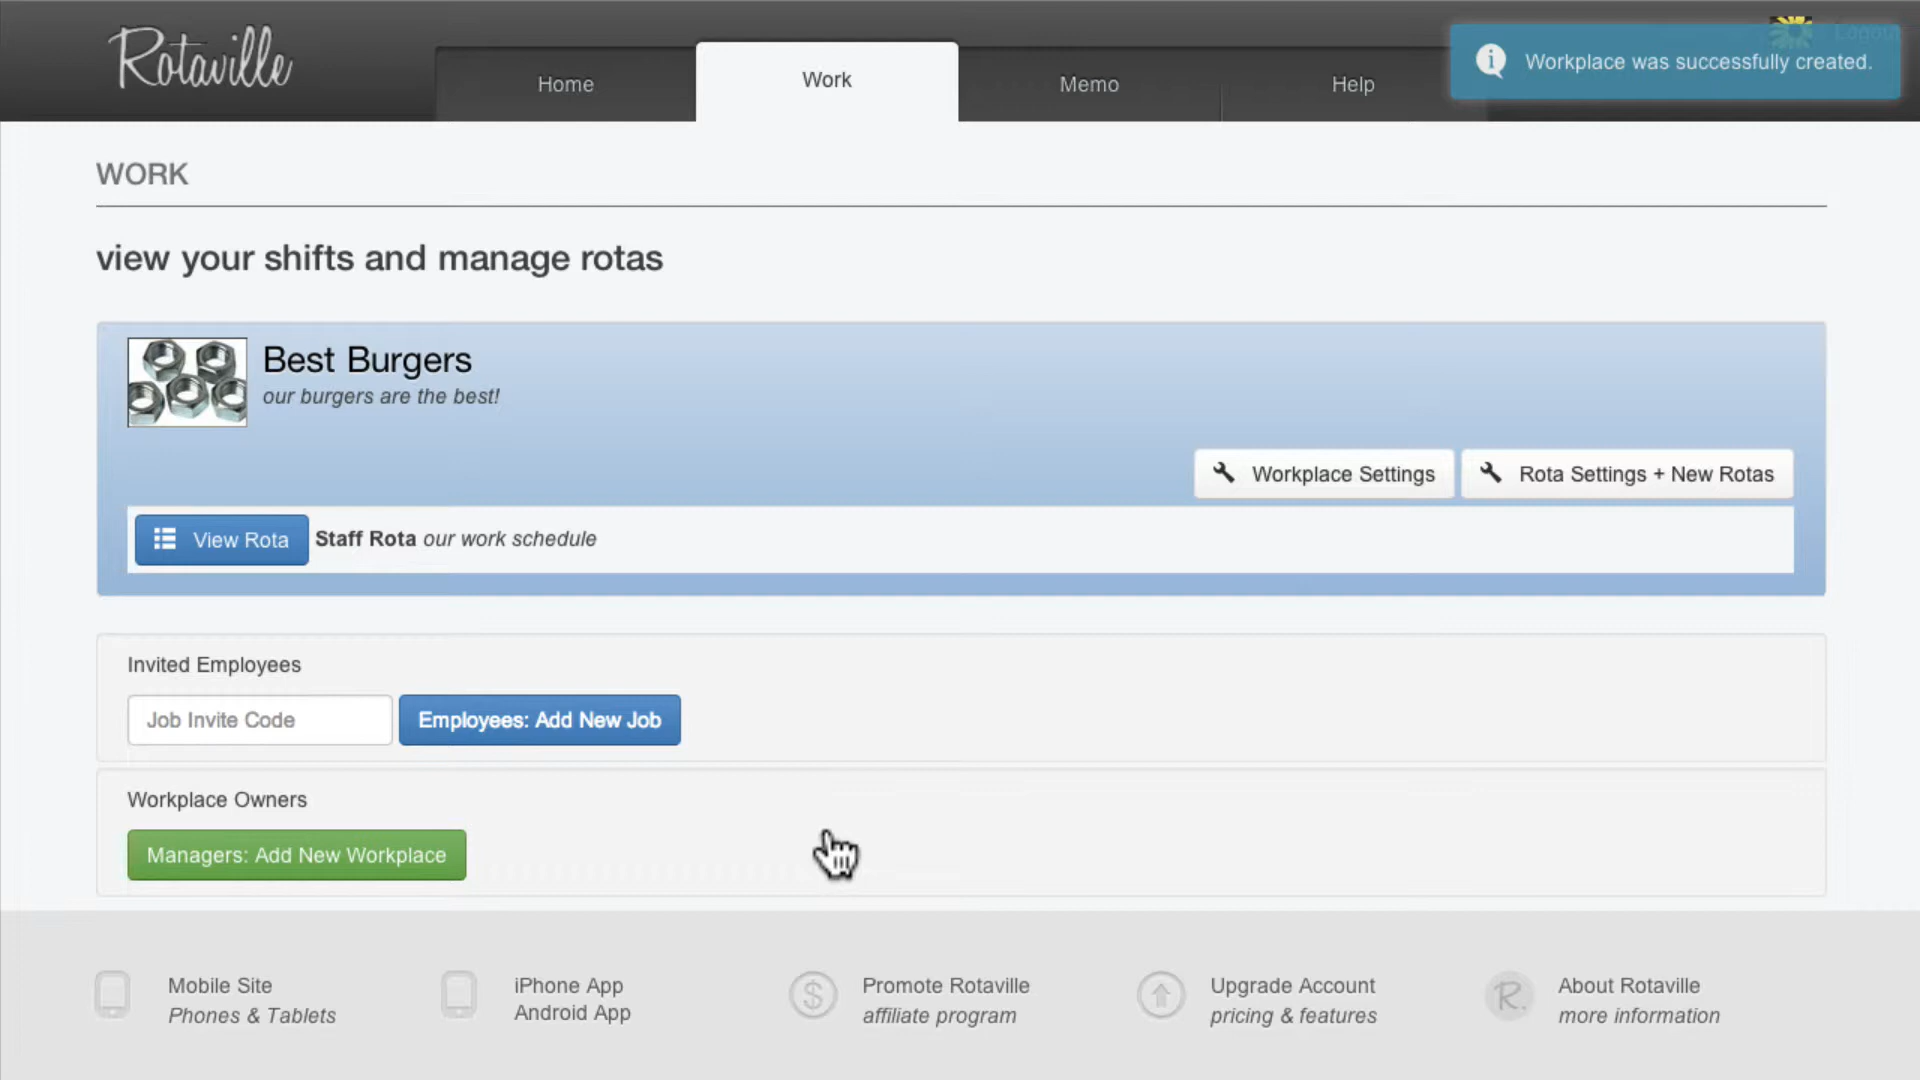 Rotaville
Home
Work
Memo
Help
Logout
Workplace was successfully created.
WORK
view your shifts and manage rotas
Best Burgers
our burgers are the best!
Workplace Settings
Rota Settings + New Rotas
View Rota
Staff Rota our work schedule
Invited Employees
Job Invite Code
Employees: Add New Job
Workplace Owners
Managers: Add New Workplace
Mobile Site
Phones & Tablets
iPhone App
Android App
Promote Rotaville
affiliate program
Upgrade Account
pricing & features
R.
About Rotaville
more information